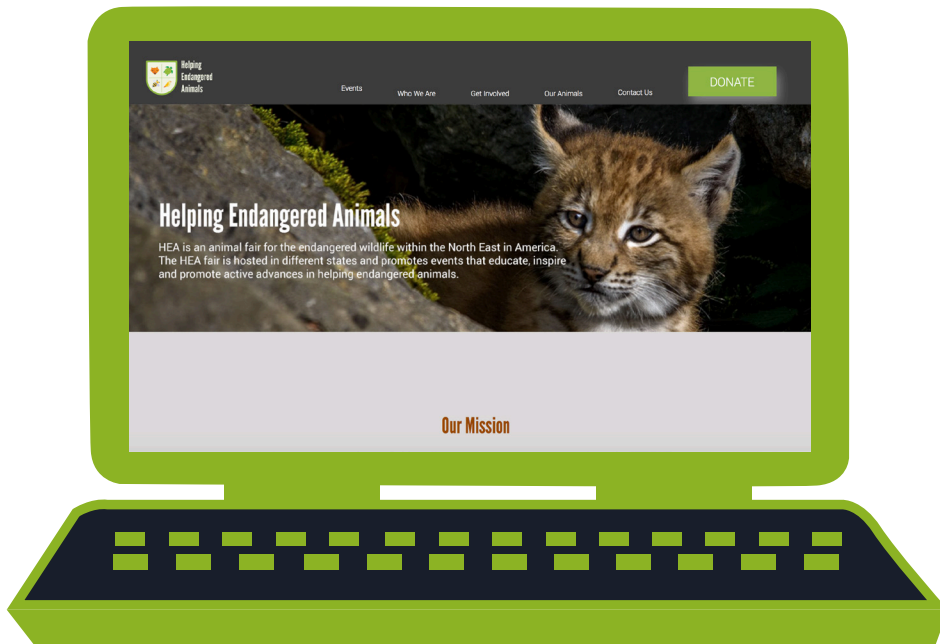 Helping
Endangered
Animals
Events
Who We Are
Get Involved
Our Animals
Contact Us
DONATE
Helping Endangered Animals
HEA is an animal fair for the endangered wildlife within the North East in America.
The HEA fair is hosted in different states and promotes events that educate, inspire
and promote active advances in helping endangered animals.
Our Mission